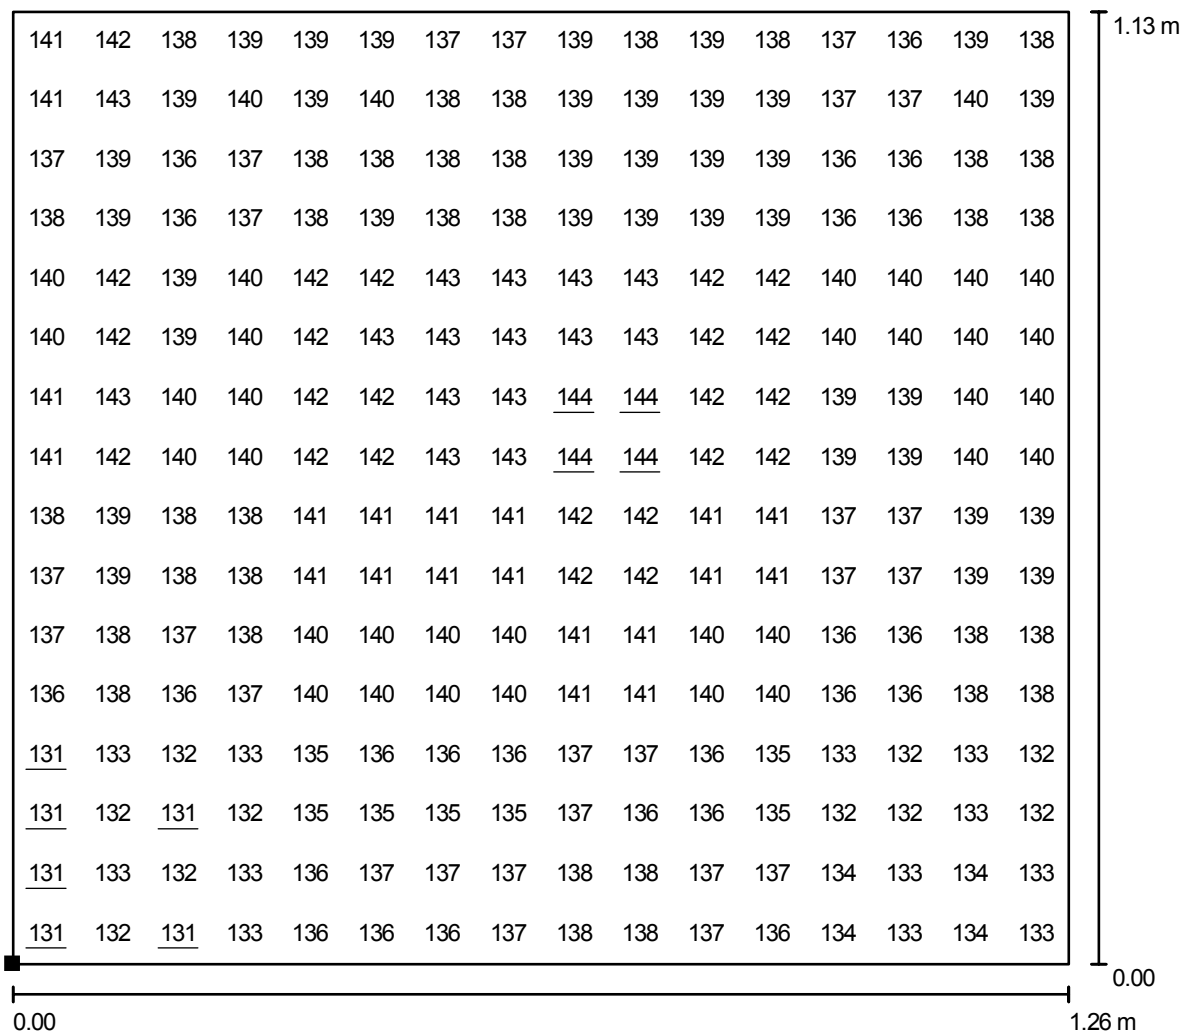 141 142 138 139 139 139 137 137 139 138 139 138 137 136 139 138
1.13 m
141 143 139 140 139 140 138 138 139 139 139 139 137 137 140 139
137 139 136 137 138 138 138 138 139 139 139 139 136 136 138 138
138 139 136 137 138 139 138 138 139 139 139 139 136 136 138 138
140 142 139 140 142 142 143 143 143 143 142 142 140 140 140 140
140 142 139 140 142 143 143 143 143 143 142 142 140 140 140 140
141 143 140 140 142 142 143 143 144 144 142 142 139 139 140 140
141 142 140 140 142 142 143 143 144 144 142 142 139 139 140 140
138 139 138 138 141 141 141 141 142 142 141 141 137 137 139 139
137 139 138 138 141 141 141 141 142 142 141 141 137 137 139 139
137 138 137 138 140 140 140 140 141 141 140 140 136 136 138 138
136 138 136 137 140 140 140 140 141 141 140 140 136 136 138 138
131 133 132 133 135 136 136 136 137 137 136 135 133 132 133 132
131 132 131 132 135 135 135 135 137 136 136 135 132 132 133 132
131 133 132 133 136 137 137 137 138 138 137 137 134 133 134 133
131 132 131 133 136 136 136 137 138 138 137 136 134 133 134 133
0.00
0.00 1.26 m